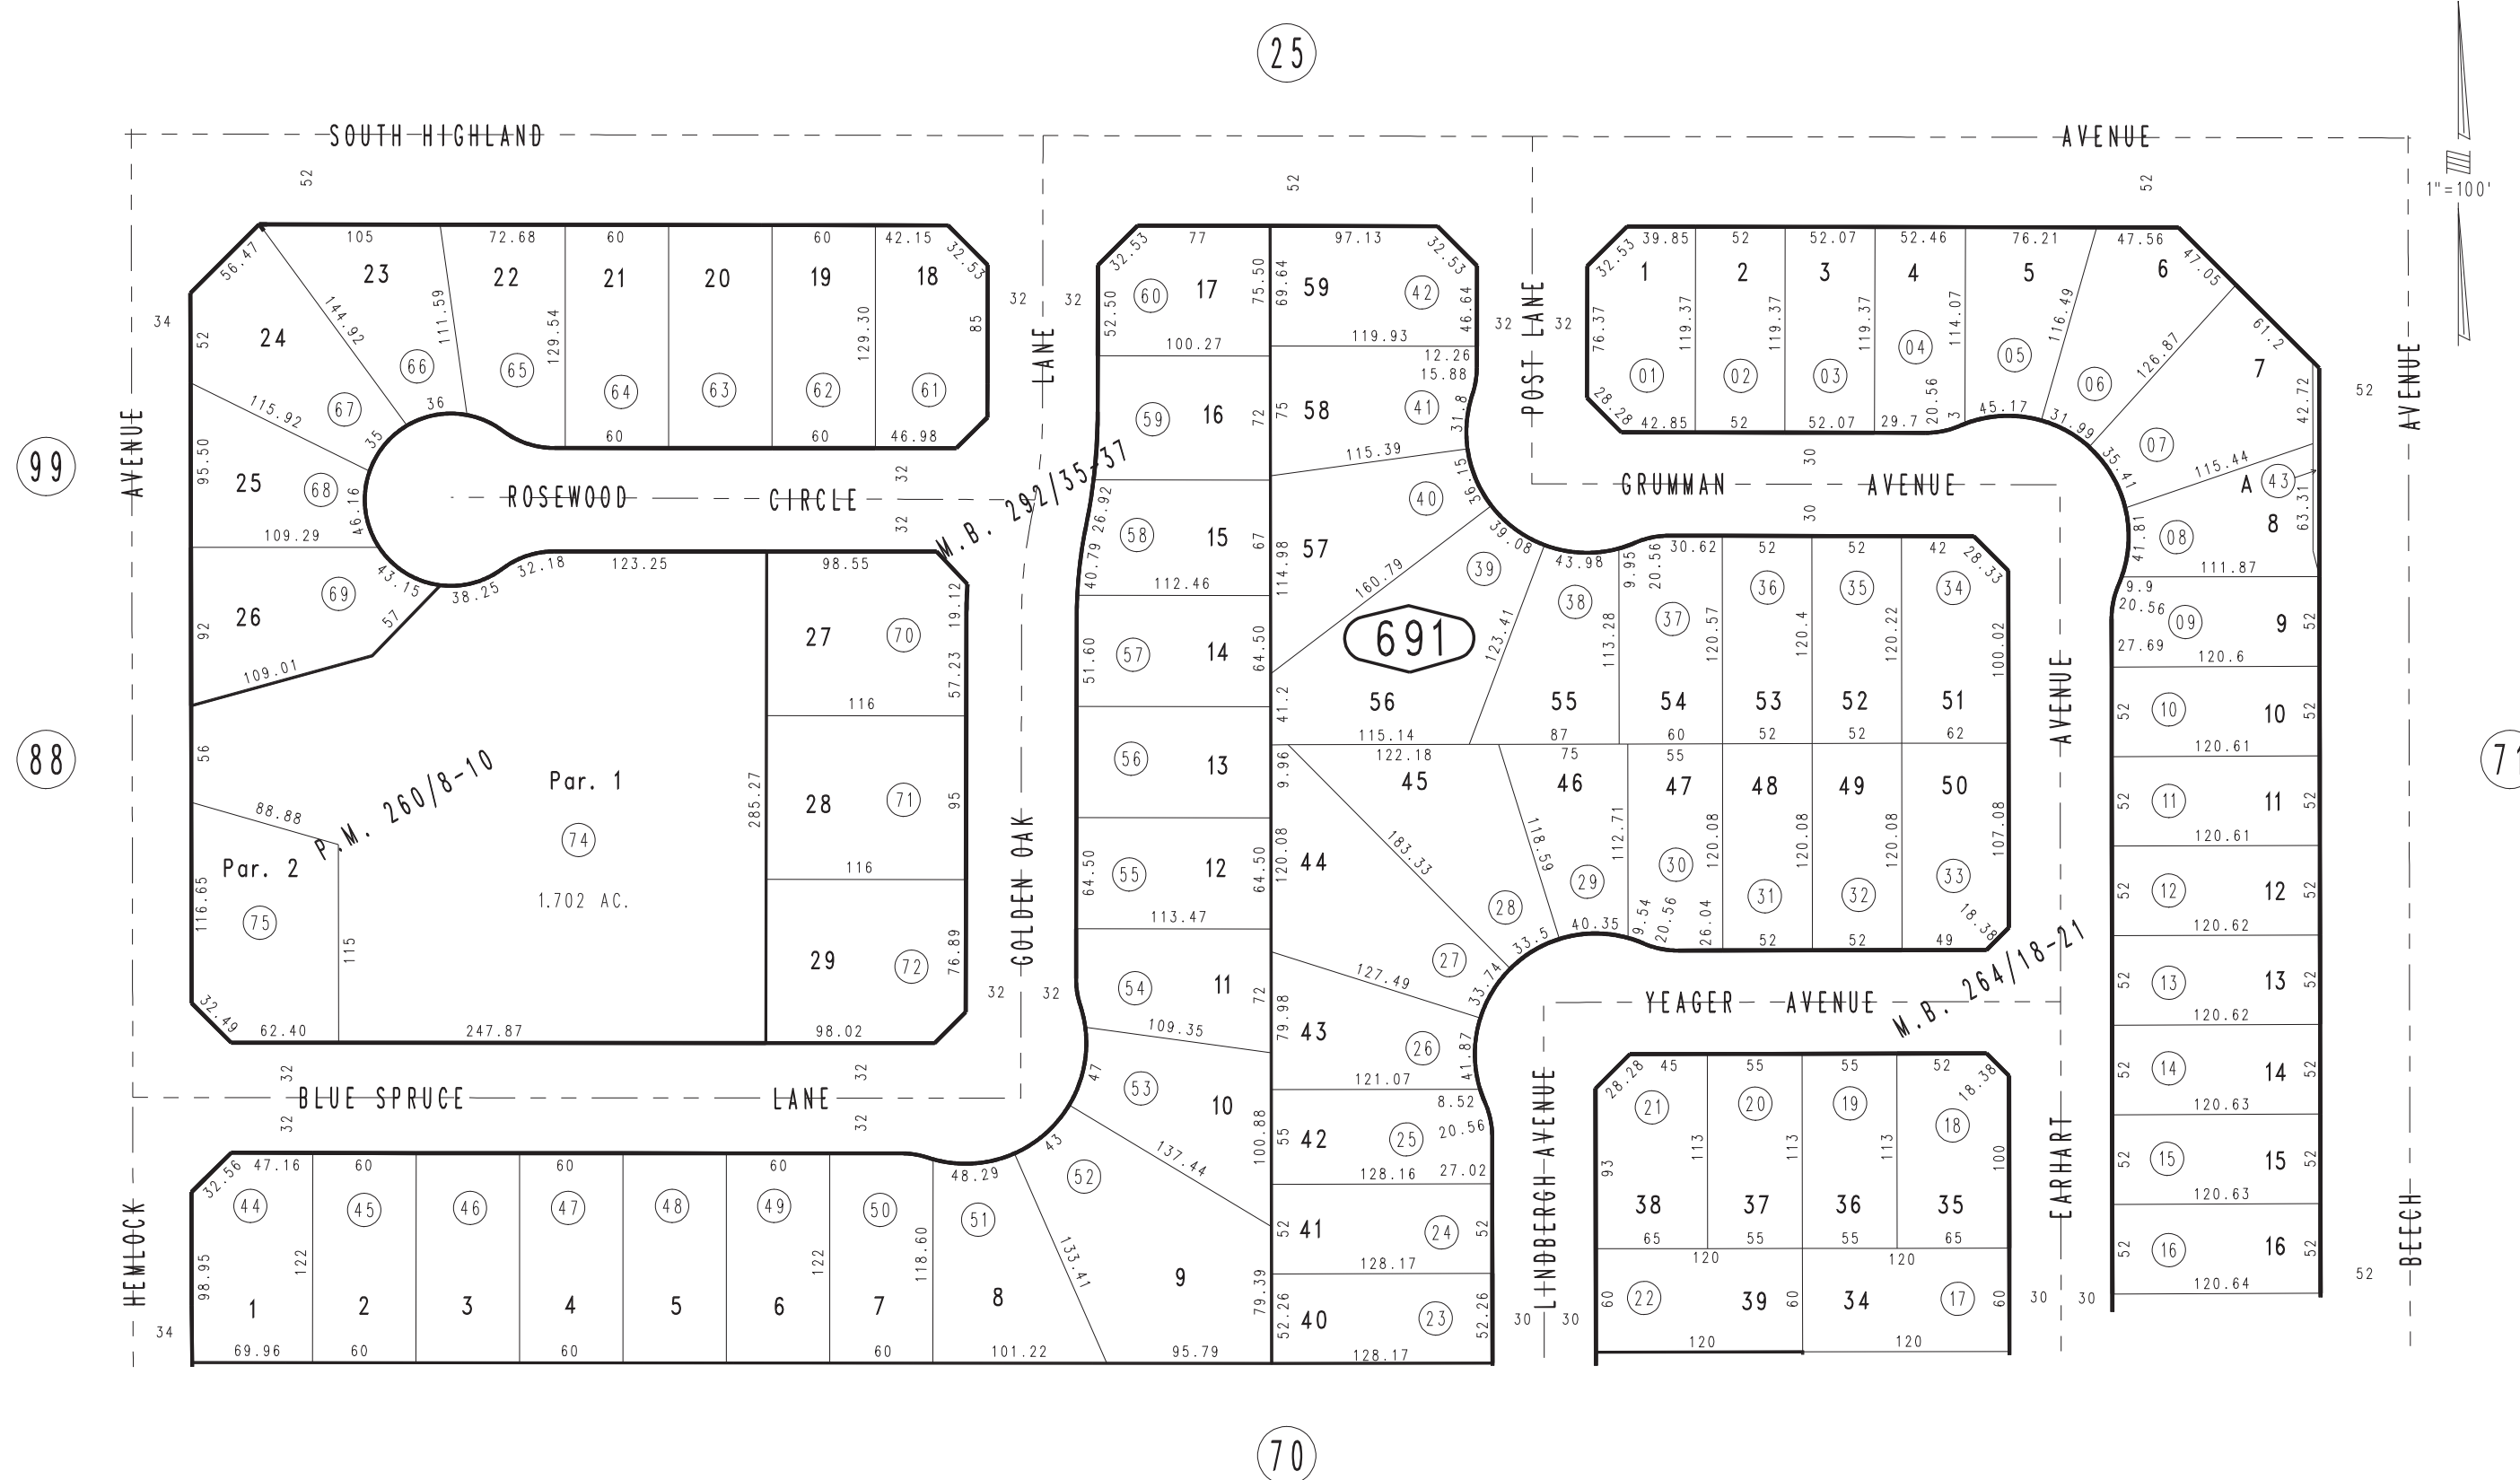 25
SOUTH HIGHLAND AVENUE
52 52 52
1"=100'
105 72.68 60 60 42.15
56.47 32.53
23 22 21 20 19 18
24
144.92 111.59 129.54 129.30 85
34 52
66 65 64 63 62 61
67 36 35
115.92
60 60 46.98
95.50 25 68 46.16
109.29
32 32
ROSEWOOD CIRCLE
M.B. 292/35-37
43.15 38.25 32.18 123.25 98.55
26 69 92 57
109.01
19.12
27 70 57.23
116
56 88.88
P.M. 260/8-10
Par. 1
74
1.702 AC.
285.27
28 71 95
116
Par. 2
75
116.65 115
29 72 76.89
32.49 62.40 247.87 98.02
HEMLOCK AVENUE
99
88
34
32 32
BLUE SPRUCE LANE
32 32
32.56 47.16 60 60 60 48.29
44 45 46 47 48 49 50 51
98.95 122 122 118.60
1 2 3 4 5 6 7 8 9
69.96 60 60 60 101.22 95.79
GOLDEN OAK LANE
32 32
32 32
32.53 77
60 17 52.50 75.50
100.27
59 16 72
26.92
58 15 67
40.79 112.46
51.60 57 14 64.50
56 13
64.50 55 12 64.50
113.47
54 11 72
109.35
47 53 10 100.88
43 52 137.44
133.41 79.39
97.13 32.53
69.64 59 42 46.64
119.93
12.26
15.88
75 58 41 31.8
115.39
40 36.15
114.98 57
39.08
160.79 39
691
123.41
41.2 56
115.14
43.98 9.95 20.56 30.62 52 52 42 28.33
38 37 36 35 34
113.28 120.57 120.4 120.22 100.02
55 54 53 52 51
87 60 52 52 62
122.18 75 55
9.96 45 46 47 48 49 50
120.08 44 183.33 118.59 112.71 120.08 120.08 120.08 107.08
28 29 30 31 32 33
27 33.5 40.35 9.54 20.56 26.04 52 52 49 18.38
127.49 33.74
79.98 43 26 41.87
121.07
8.52
55 42 25 20.56
128.16 27.02
52 41 24 52
128.17
52.26 40 23 52.26
128.17
POST LANE
32 32
32.53 39.85 52 52.07 52.46 76.21 47.56 47.05
1 2 3 4 5 6
76.37 119.37 119.37 119.37 114.07 116.49 126.87 61.2
01 02 03 04 05 06 7
28.28 42.85 52 52.07 29.7 20.56 3 45.17 31.99 42.72
07 35.41
115.44
A 43
8 63.31
41.81 08
111.87
30
GRUMMAN AVENUE
30
9.9
20.56 09 9 52
27.69 120.6
52 10 10 52
120.61
52 11 11 52
120.61
52 12 12 52
120.62
52 13 13 52
120.62
52 14 14 52
120.63
52 15 15 52
120.63
52 16 16 52
120.64
YEAGER AVENUE
M.B. 264/18-21
28.28 45 55 55 52 18.38
21 20 19 18
93 113 113 113 100
38 37 36 35
65 55 55 65
120 120
60 22 39 60 34 17 60
120 120
LINDBERGH AVENUE
30 30
EARHART AVENUE
30 30
BEECH AVENUE
52
52
71
70